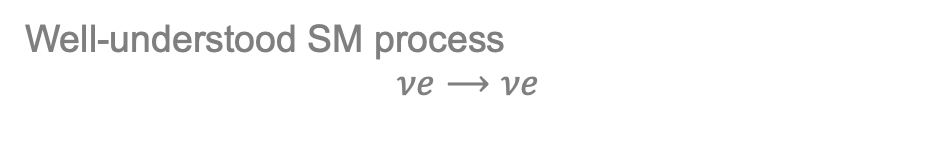 Well-understood SM process
νe ⟶ νe